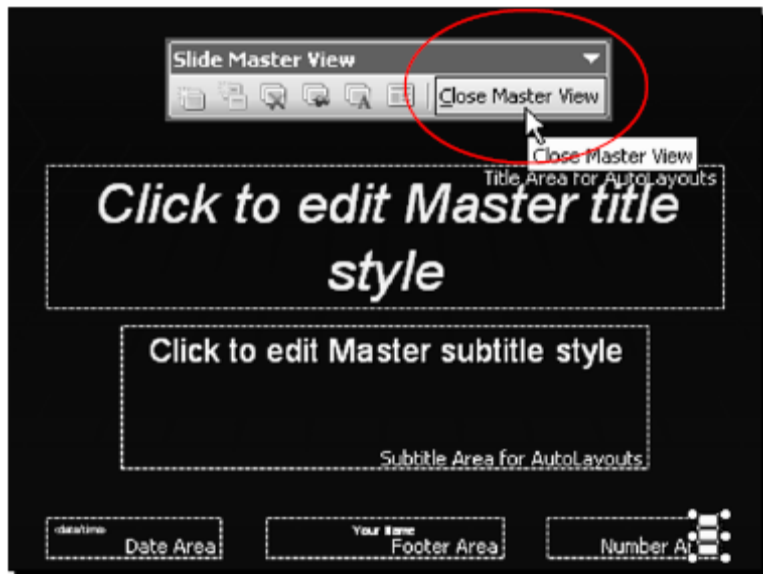 Slide Master View
Close Master View
Close Master View
Title Area for AutoLayouts
Click to edit Master title
style
Click to edit Master subtitle style
Subtitle Area for AutoLayouts
<date/time>
Date Area
Your Name
Footer Area
Number